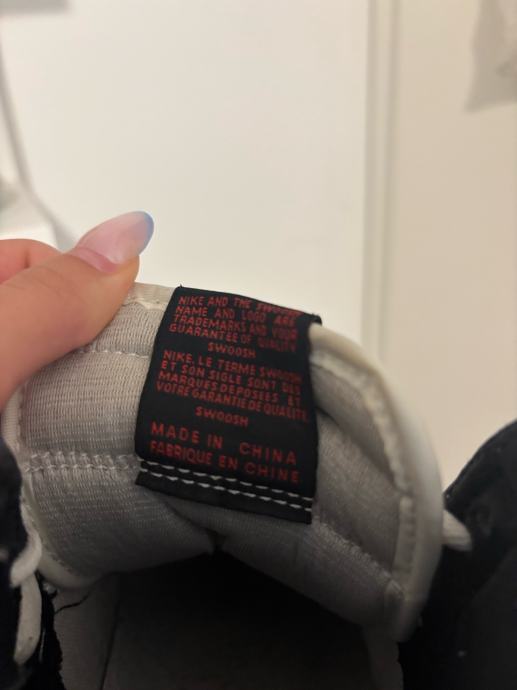 NIKE AND THE SWOOSH
NAME AND LOGO ARE
TRADEMARKS AND YOUR
GUARANTEE OF QUALITY
SWOOSH
NIKE, LE TERME SWOOSH
ET SON SIGLE SONT DES
MARQUES DEPOSEES ET
VOTRE GARANTIE DE QUALITE
SWOOSH
MADE IN CHINA
FABRIQUE EN CHINE